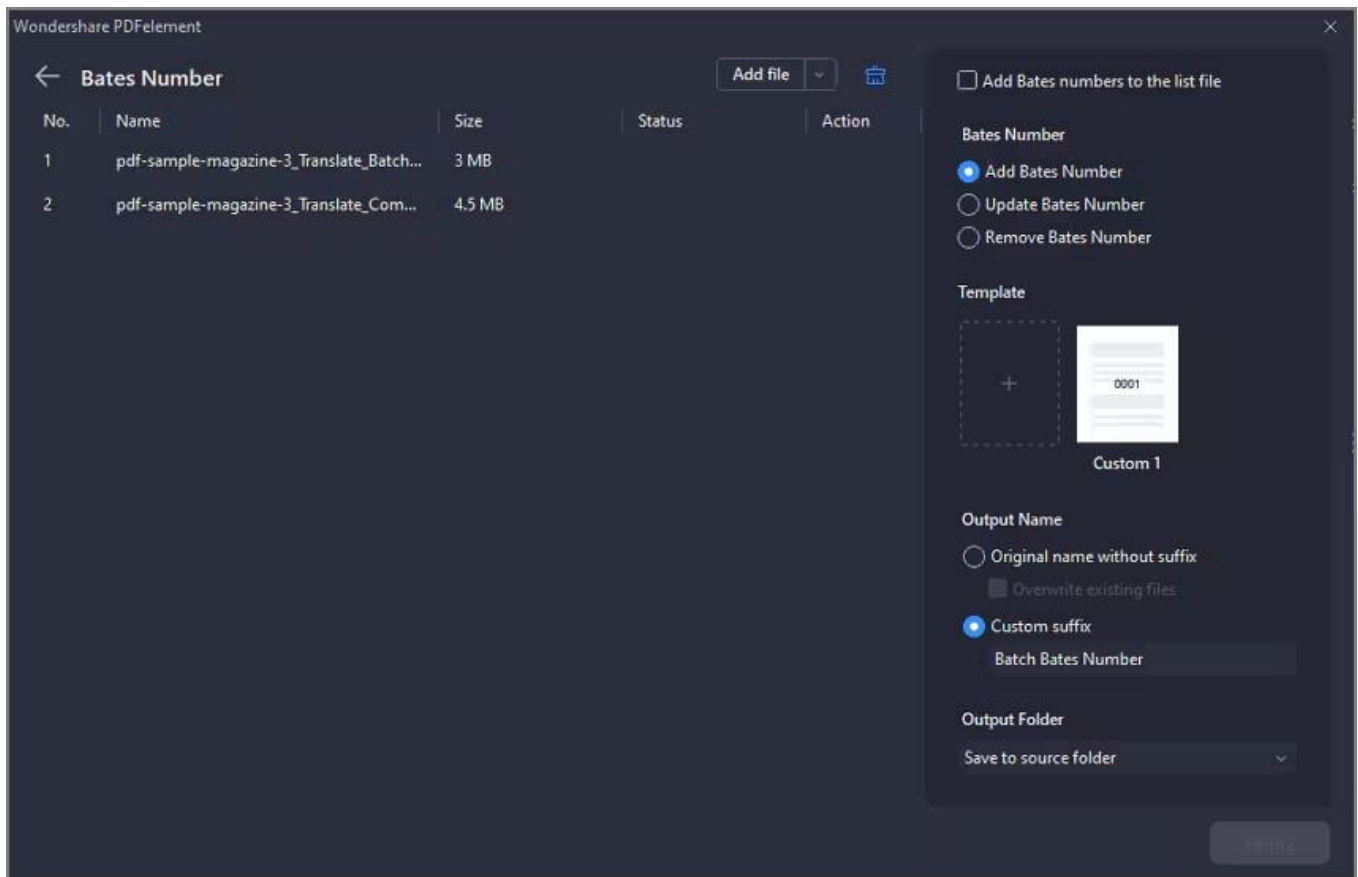 Wondershare PDFelement
Bates Number
Add file
No. Name Size Status Action
1 pdf-sample-magazine-3_Translate_Batch... 3 MB
2 pdf-sample-magazine-3_Translate_Com... 4.5 MB
Add Bates numbers to the list file
Bates Number
Add Bates Number
Update Bates Number
Remove Bates Number
Template
0001
Custom 1
Output Name
Original name without suffix
Overwrite existing files
Custom suffix
Batch Bates Number
Output Folder
Save to source folder